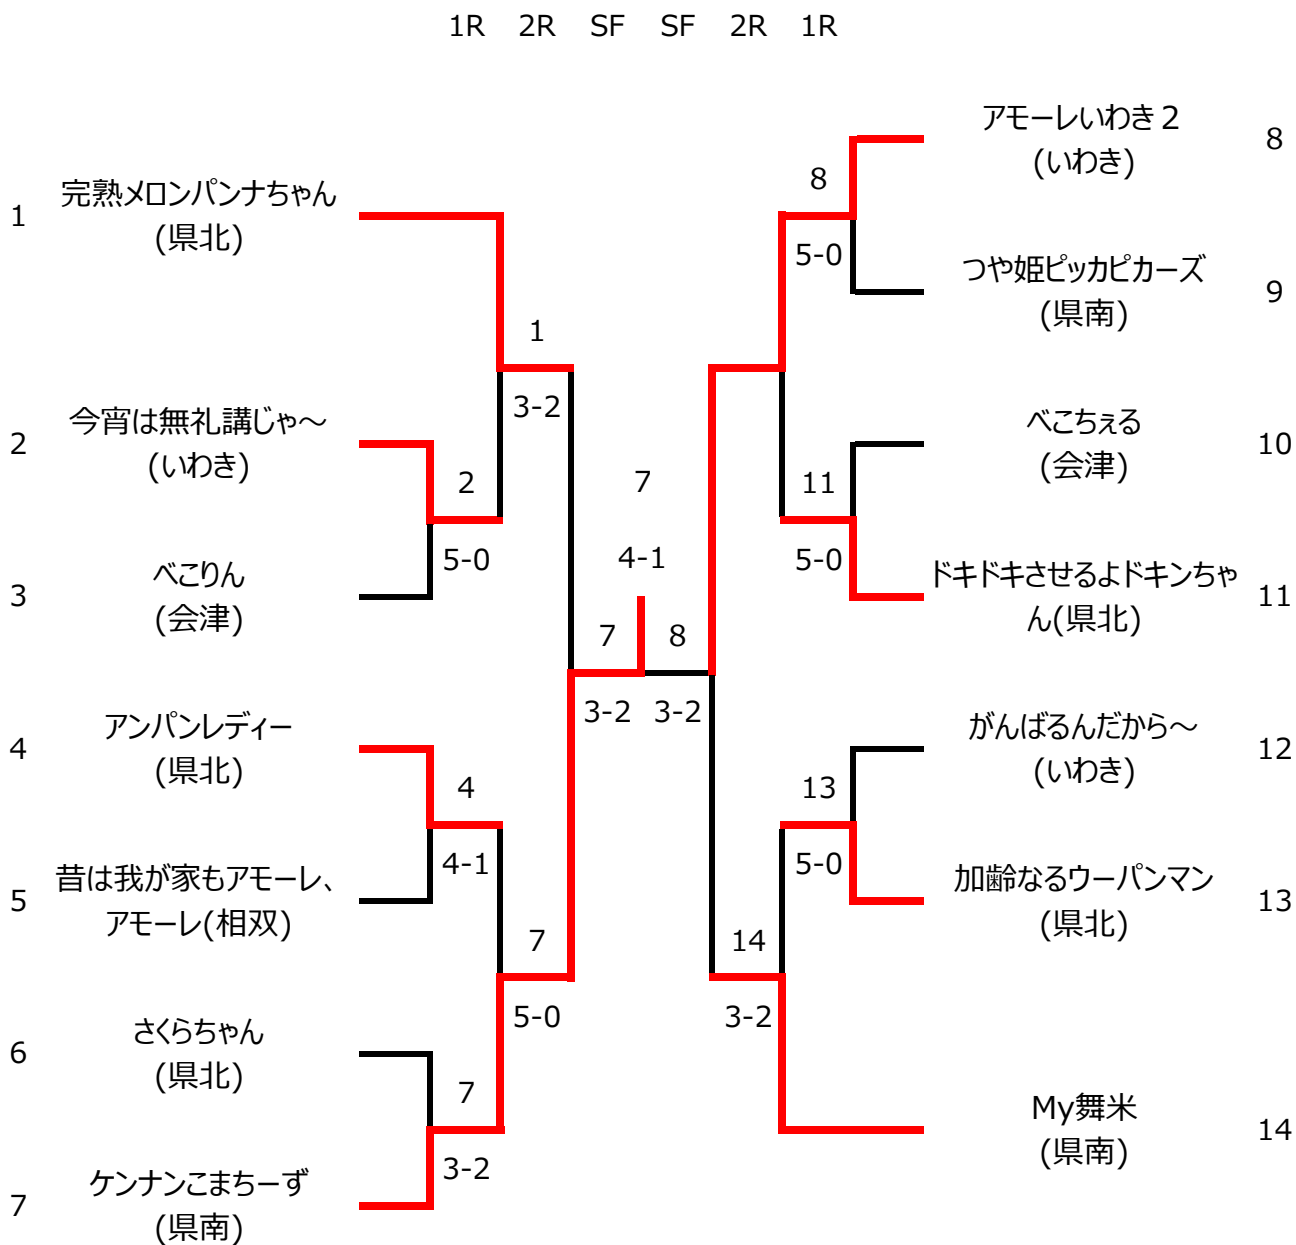 1R 2R SF SF 2R 1R
アモーレいわき２
(いわき)
8
8
完熟メロンパンナちゃん
(県北)
1
5-0
つや姫ピッカピカーズ
(県南)
9
1
3-2
今宵は無礼講じゃ～
(いわき)
2
べこちぇる
(会津)
10
2
7
11
5-0
4-1
5-0
べこりん
(会津)
3
ドキドキさせるよドキンちゃ
ん(県北)
11
7
8
3-2
3-2
アンパンレディー
(県北)
4
がんばるんだから～
(いわき)
12
4
13
4-1
5-0
昔は我が家もアモーレ、
アモーレ(相双)
5
加齢なるウーパンマン
(県北)
13
7
14
5-0
3-2
さくらちゃん
(県北)
6
7
My舞米
(県南)
14
3-2
ケンナンこまちーず
(県南)
7